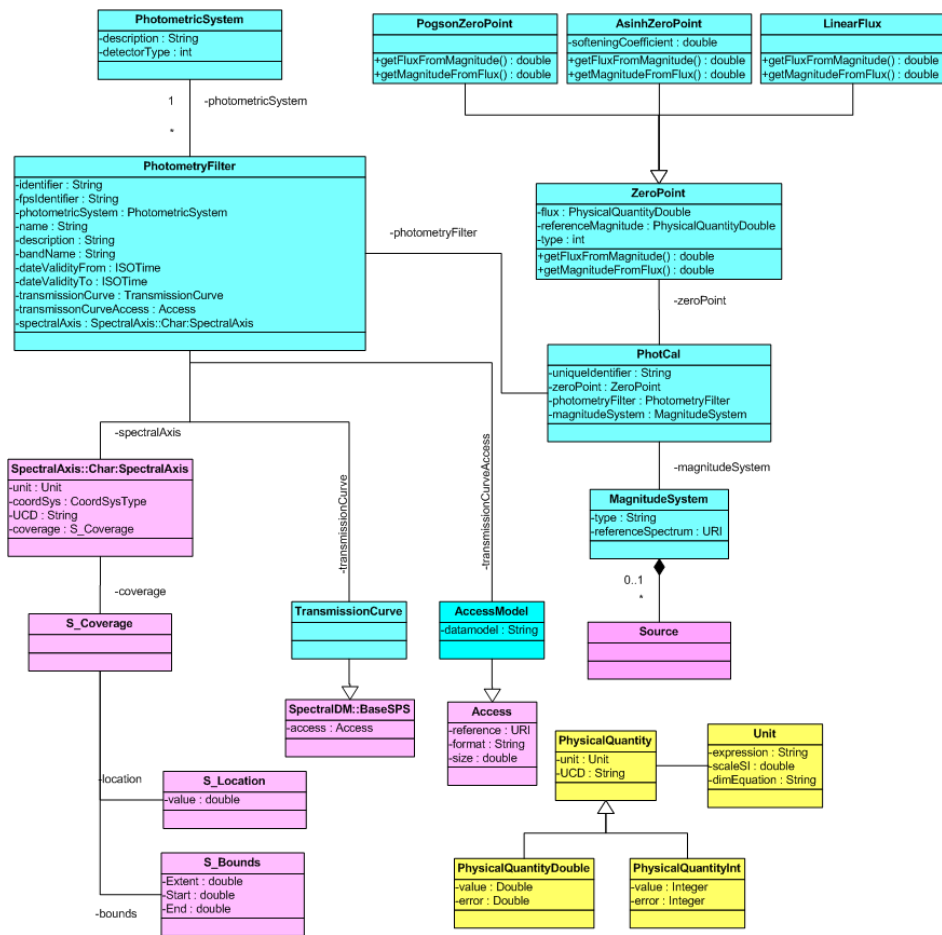 PhotometricSystem
-description : String
-detectorType : int
PogsonZeroPoint
+getFluxFromMagnitude() : double
+getMagnitudeFromFlux() : double
AsinhZeroPoint
-softeningCoefficient : double
+getFluxFromMagnitude() : double
+getMagnitudeFromFlux() : double
LinearFlux
+getFluxFromMagnitude() : double
+getMagnitudeFromFlux() : double
1
-photometricSystem
*
PhotometryFilter
-identifier : String
-fpsIdentifier : String
-photometricSystem : PhotometricSystem
-name : String
-description : String
-bandName : String
-dateValidityFrom : ISOTime
-dateValidityTo : ISOTime
-transmissionCurve : TransmissionCurve
-transmissonCurveAccess : Access
-spectralAxis : SpectralAxis::Char:SpectralAxis
-photometryFilter
ZeroPoint
-flux : PhysicalQuantityDouble
-referenceMagnitude : PhysicalQuantityDouble
-type : int
+getFluxFromMagnitude() : double
+getMagnitudeFromFlux() : double
-zeroPoint
PhotCal
-uniqueIdentifier : String
-zeroPoint : ZeroPoint
-photometryFilter : PhotometryFilter
-magnitudeSystem : MagnitudeSystem
-spectralAxis
-transmissionCurve
-transmissionCurveAccess
-magnitudeSystem
SpectralAxis::Char:SpectralAxis
-unit : Unit
-coordSys : CoordSysType
-UCD : String
-coverage : S_Coverage
MagnitudeSystem
-type : String
-referenceSpectrum : URI
0..1
*
-coverage
S_Coverage
TransmissionCurve
AccessModel
-datamodel : String
Source
SpectralDM::BaseSPS
-access : Access
Access
-reference : URI
-format : String
-size : double
PhysicalQuantity
-unit : Unit
-UCD : String
Unit
-expression : String
-scaleSI : double
-dimEquation : String
-location
S_Location
-value : double
S_Bounds
-Extent : double
-Start : double
-End : double
-bounds
PhysicalQuantityDouble
-value : Double
-error : Double
PhysicalQuantityInt
-value : Integer
-error : Integer